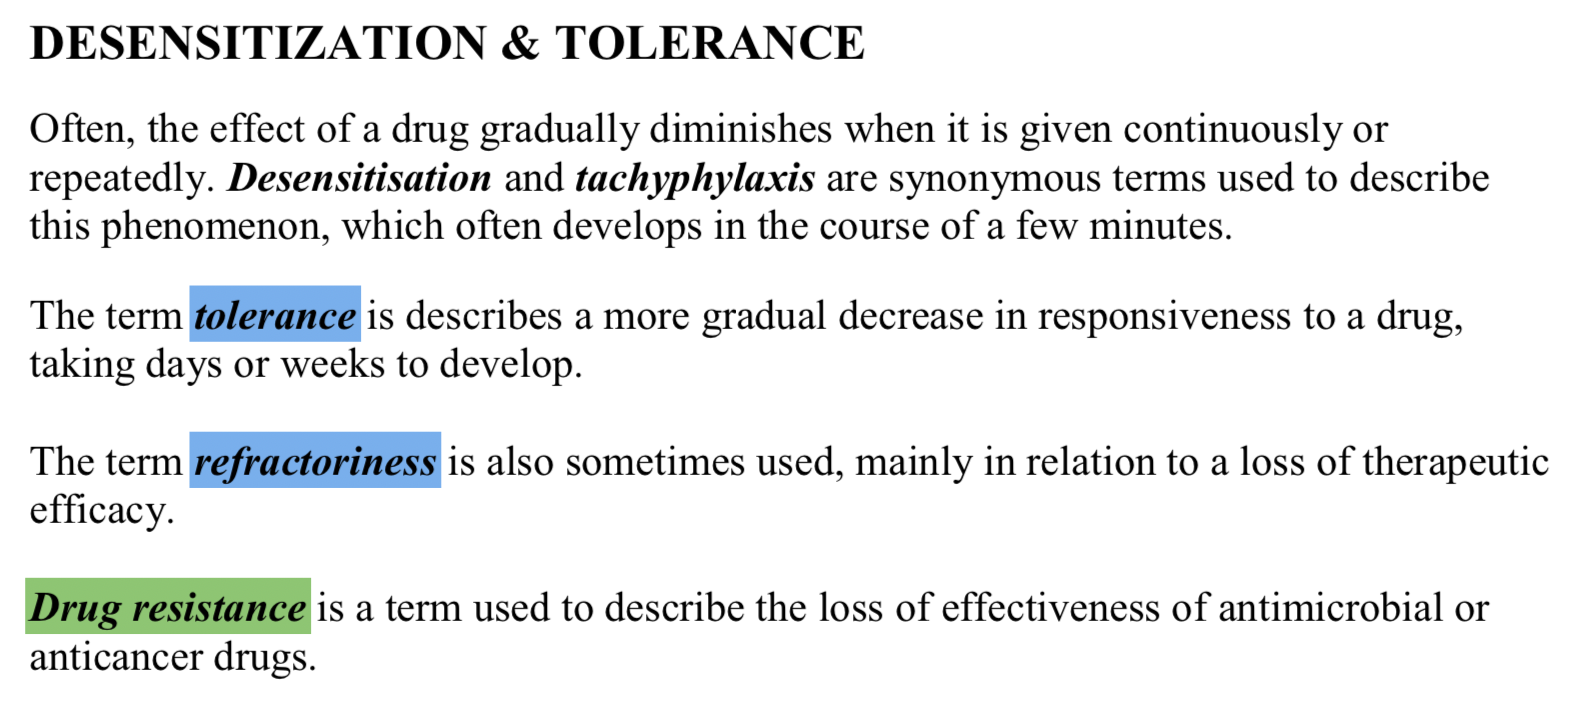 DESENSITIZATION & TOLERANCE
Often, the effect of a drug gradually diminishes when it is given continuously or
repeatedly. Desensitisation and tachyphylaxis are synonymous terms used to describe
this phenomenon, which often develops in the course of a few minutes.
The term tolerance is describes a more gradual decrease in responsiveness to a drug,
taking days or weeks to develop.
The term refractoriness is also sometimes used, mainly in relation to a loss of therapeutic
efficacy.
Drug resistance is a term used to describe the loss of effectiveness of antimicrobial or
anticancer drugs.